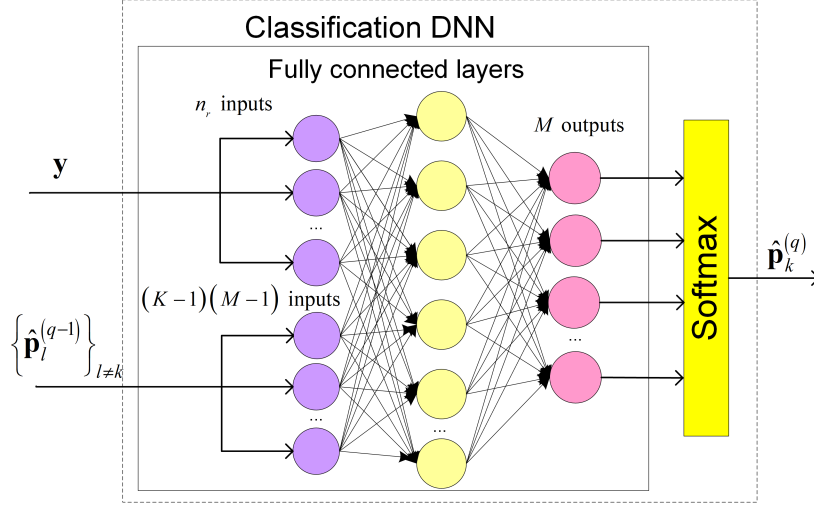 Classification DNN
Fully connected layers
n_r inputs
M outputs
y
...
(K−1)(M−1) inputs
{p̂_l^(q−1)}_{l≠k}
...
...
...
Softmax
p̂_k^(q)